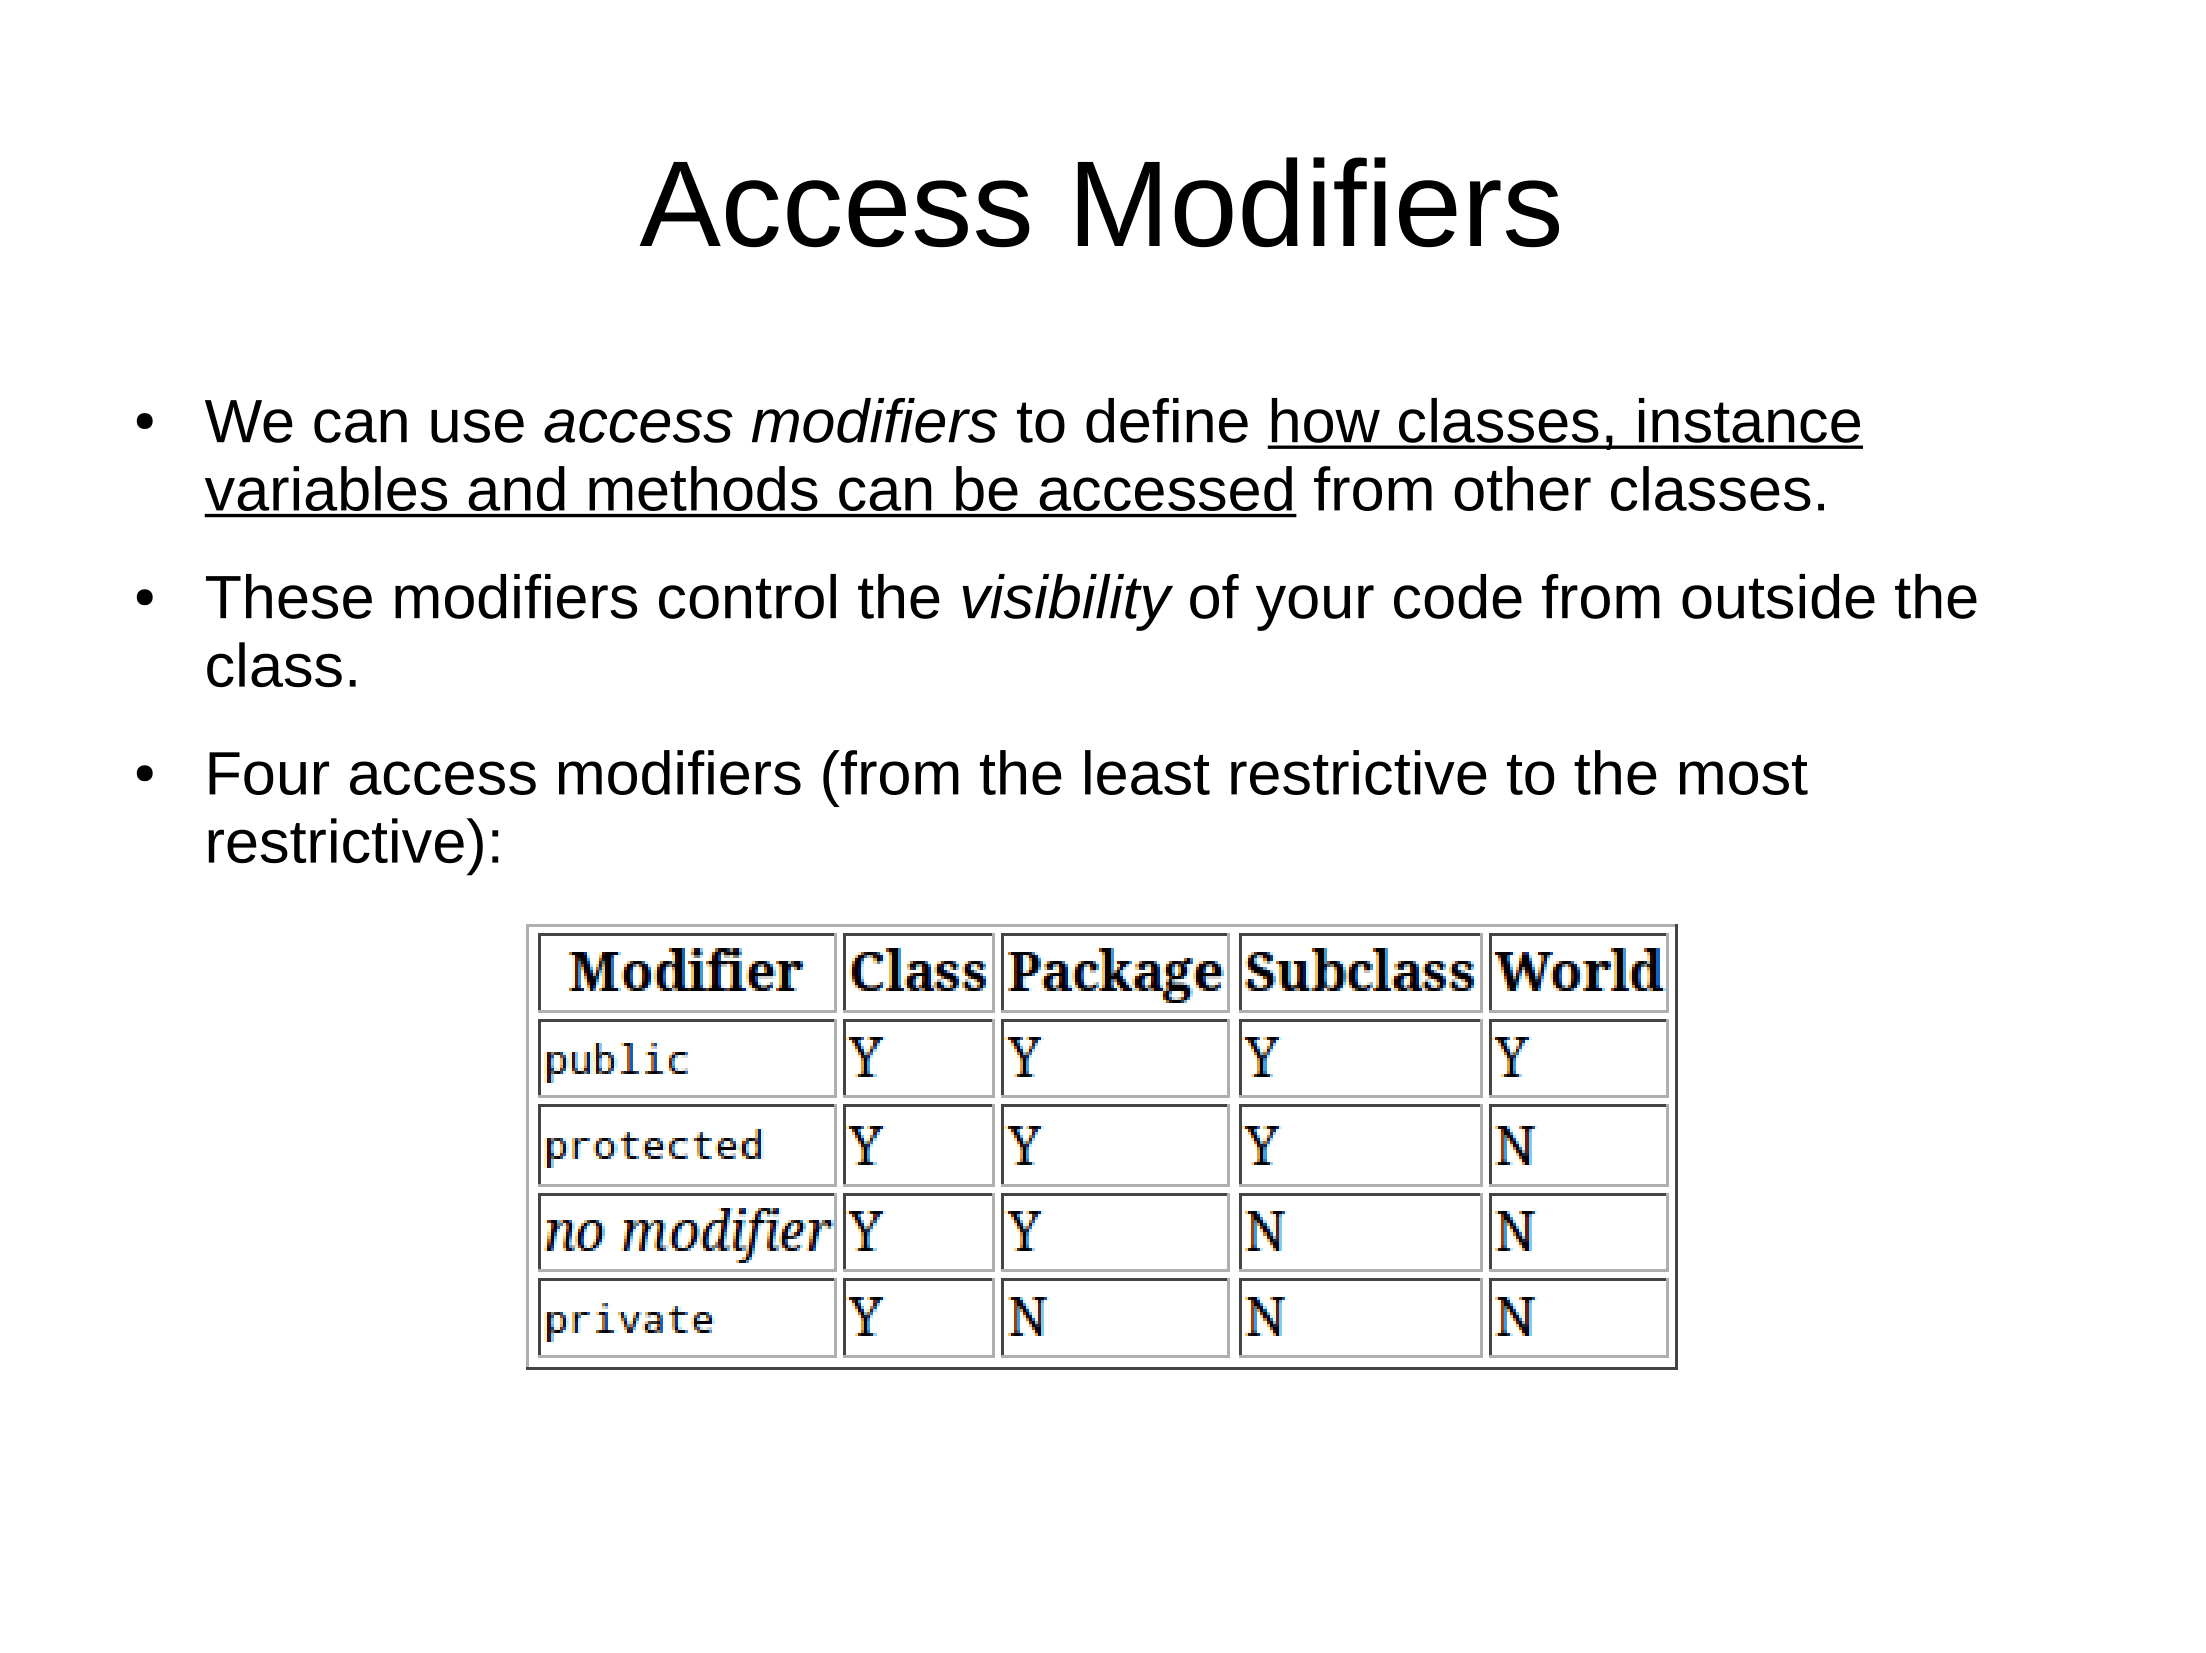 Access Modifiers
• We can use access modifiers to define how classes, instance
variables and methods can be accessed from other classes.
• These modifiers control the visibility of your code from outside the
class.
• Four access modifiers (from the least restrictive to the most
restrictive):
Modifier Class Package Subclass World
public Y Y Y Y
protected Y Y Y N
no modifier Y Y N N
private Y N N N